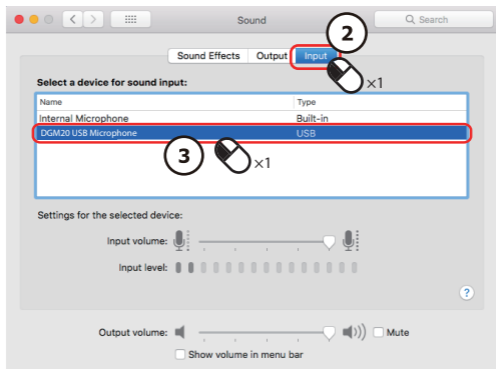 Sound
Search
2
Sound Effects Output Input
×1
Select a device for sound input:
Name Type
Internal Microphone Built-in
DGM20 USB Microphone USB
3
×1
Settings for the selected device:
Input volume:
Input level:
?
Output volume: Mute
Show volume in menu bar